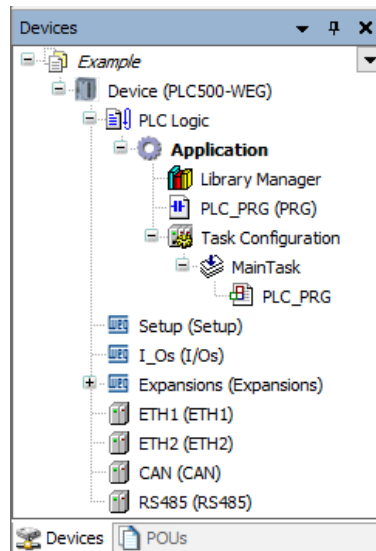 Devices
Example
Device (PLC500-WEG)
PLC Logic
Application
Library Manager
PLC_PRG (PRG)
Task Configuration
MainTask
PLC_PRG
Setup (Setup)
I_Os (I/Os)
Expansions (Expansions)
ETH1 (ETH1)
ETH2 (ETH2)
CAN (CAN)
RS485 (RS485)
Devices POUs